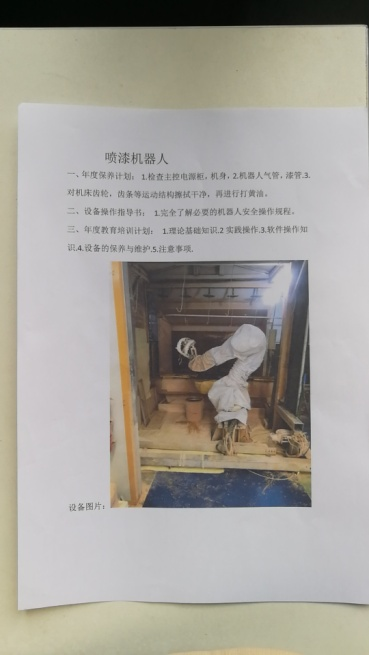 喷漆机器人
一、年度保养计划： 1.检查主控电源柜，机身，2.机器人气管，漆管.3.
对机床齿轮，齿条等运动结构擦拭干净，再进行打黄油。
二、设备操作指导书： 1.完全了解必要的机器人安全操作规程。
三、年度教育培训计划： 1.理论基础知识.2 实践操作.3.软件操作知
识.4.设备的保养与维护.5.注意事项.
设备图片：